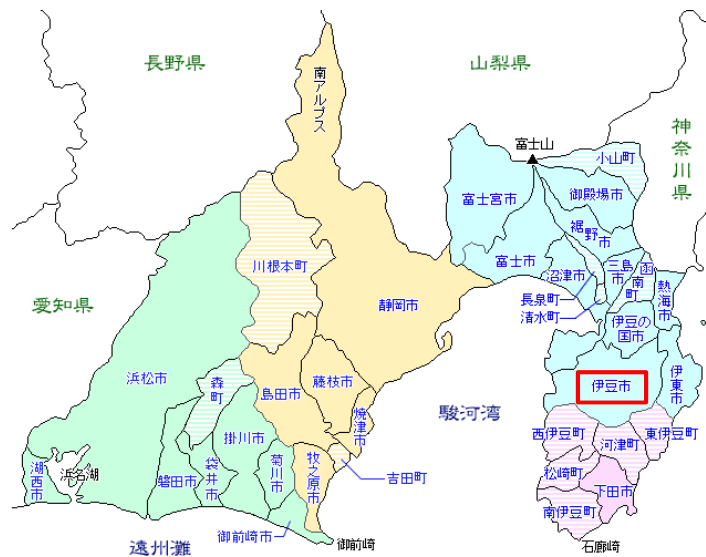 長野県
山梨県
神奈川県
愛知県
南アルプス
富士山
小山町
富士宮市
御殿場市
裾野市
富士市
沼津市
三島市
函南町
熱海市
長泉町
清水町
伊豆の
国市
川根本町
静岡市
浜松市
森町
島田市
藤枝市
焼津市
駿河湾
伊豆市
伊東市
西伊豆町
河津町
東伊豆町
掛川市
菊川市
牧之原市
吉田町
松崎町
下田市
南伊豆町
湖西市
浜名湖
磐田市
袋井市
御前崎市
御前崎
遠州灘
石廊崎